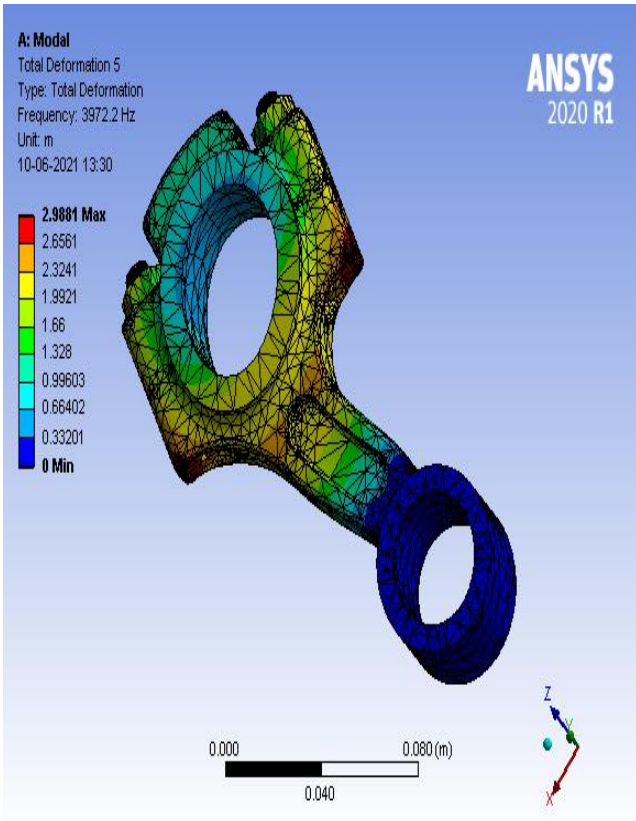 A: Modal
Total Deformation 5
Type: Total Deformation
Frequency: 3972.2 Hz
Unit: m
10-06-2021 13:30
ANSYS
2020 R1
2.9881 Max
2.6561
2.3241
1.9921
1.66
1.328
0.99603
0.66402
0.33201
0 Min
0.000
0.080 (m)
0.040
Z
Y
X